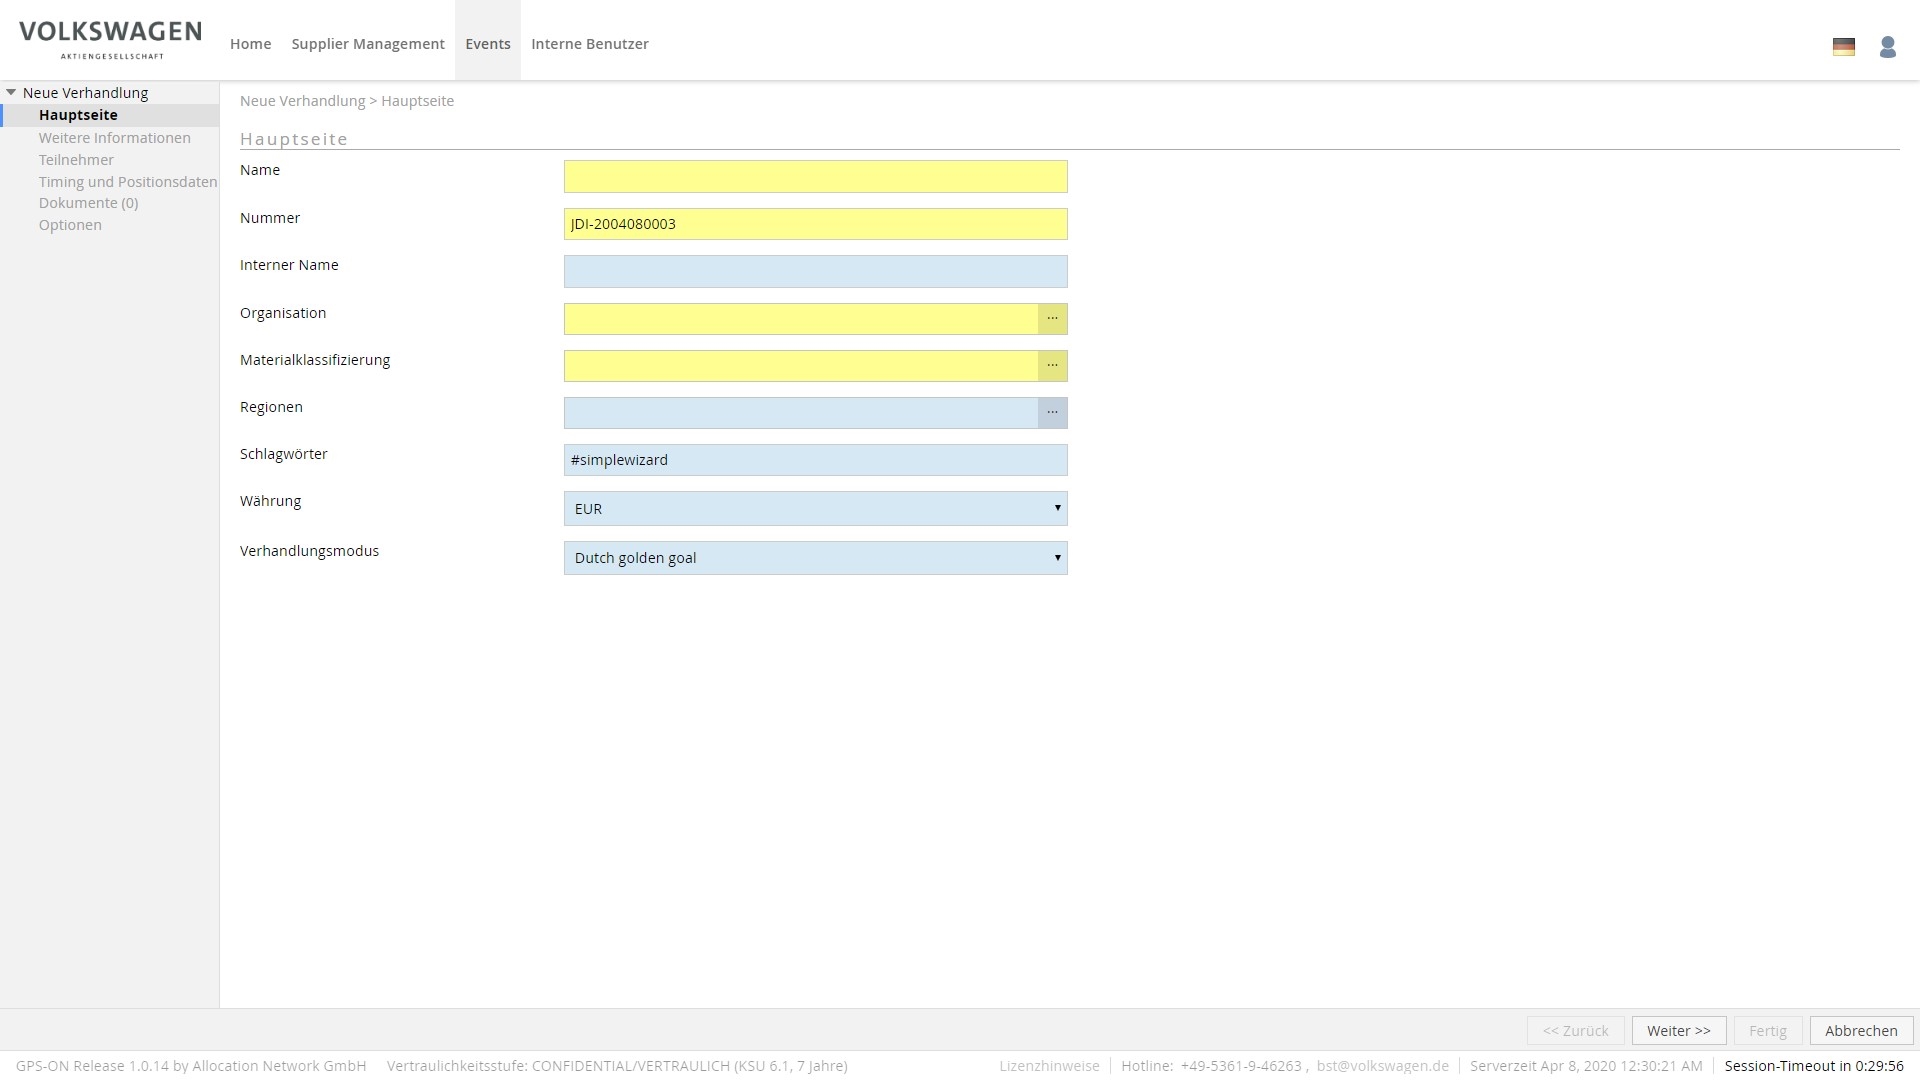 VOLKSWAGEN
AKTIENGESELLSCHAFT
Home
Supplier Management
Events
Interne Benutzer
Neue Verhandlung
Hauptseite
Weitere Informationen
Teilnehmer
Timing und Positionsdaten
Dokumente (0)
Optionen
Neue Verhandlung > Hauptseite
Hauptseite
Name
Nummer
JDI-2004080003
Interner Name
Organisation
...
Materialklassifizierung
...
Regionen
...
Schlagwörter
#simplewizard
Währung
EUR
Verhandlungsmodus
Dutch golden goal
<< Zurück
Weiter >>
Fertig
Abbrechen
GPS-ON Release 1.0.14 by Allocation Network GmbH
Vertraulichkeitsstufe: CONFIDENTIAL/VERTRAULICH (KSU 6.1, 7 Jahre)
Lizenzhinweise
Hotline: +49-5361-9-46263 , bst@volkswagen.de
Serverzeit Apr 8, 2020 12:30:21 AM
Session-Timeout in 0:29:56